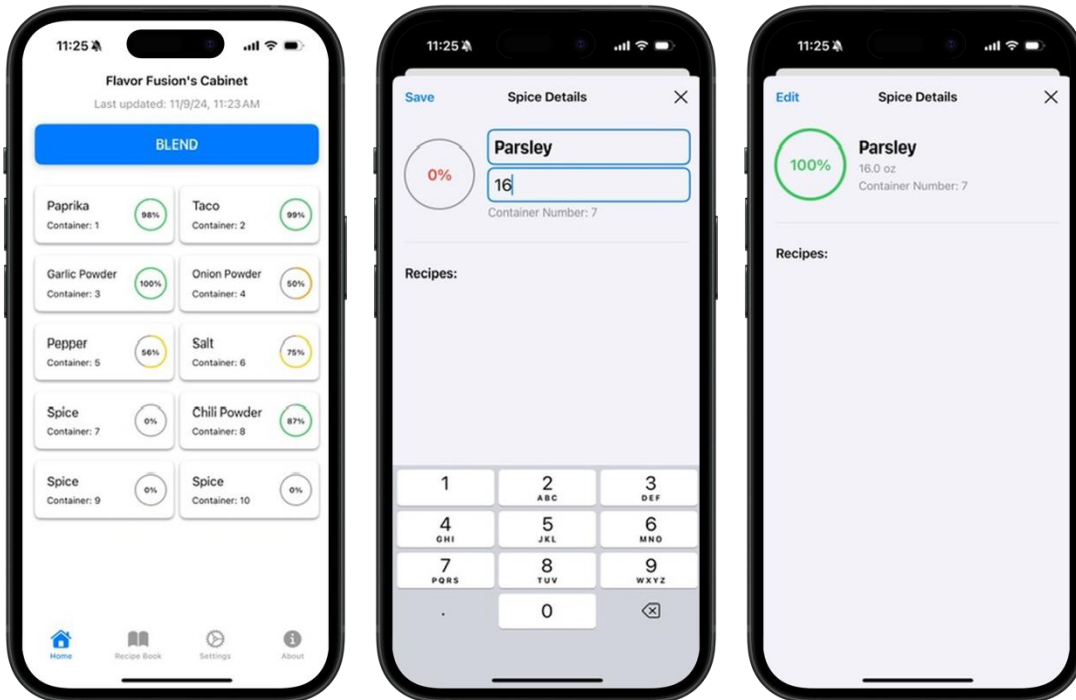 11:25
Flavor Fusion's Cabinet
Last updated: 11/9/24, 11:23 AM
BLEND
Paprika
Container: 1
98%
Taco
Container: 2
99%
Garlic Powder
Container: 3
100%
Onion Powder
Container: 4
50%
Pepper
Container: 5
56%
Salt
Container: 6
75%
Spice
Container: 7
0%
Chili Powder
Container: 8
87%
Spice
Container: 9
0%
Spice
Container: 10
0%
Home
Recipe Book
Settings
About
11:25
Save
Spice Details
0%
Parsley
16
Container Number: 7
Recipes:
1
2
ABC
3
DEF
4
GHI
5
JKL
6
MNO
7
PQRS
8
TUV
9
WXYZ
.
0
11:25
Edit
Spice Details
100%
Parsley
16.0 oz
Container Number: 7
Recipes: